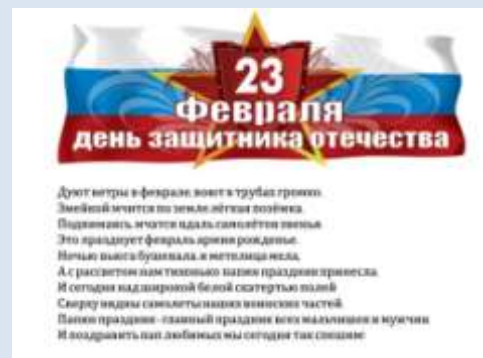 23
Февраля
день защитника отечества
Дуют ветры в феврале, воют в трубах громко.
Змейкой мчится по земле лёгкая позёмка.
Поднимаясь, мчатся вдаль самолётов звенья.
Это празднует февраль армии рожденье.
Ночью вьюга бушевала, и метелица мела,
А с рассветом нам тихонько папин праздник принесла.
И сегодня над широкой белой скатертью полей
Сверху видны самолеты наших воинских частей.
Папин праздник - главный праздник всех мальчишек и мужчин.
И поздравить пап любимых мы сегодня так спешим!